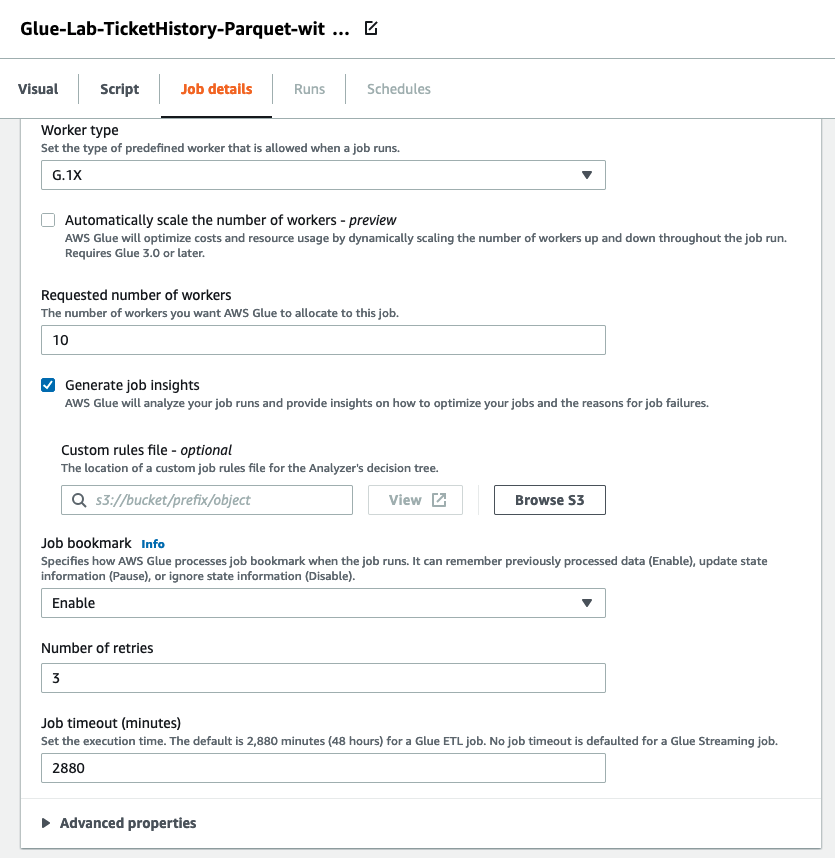 Glue-Lab-TicketHistory-Parquet-wit ...
Visual
Script
Job details
Runs
Schedules
Worker type
Set the type of predefined worker that is allowed when a job runs.
G.1X
Automatically scale the number of workers - preview
AWS Glue will optimize costs and resource usage by dynamically scaling the number of workers up and down throughout the job run.
Requires Glue 3.0 or later.
Requested number of workers
The number of workers you want AWS Glue to allocate to this job.
10
Generate job insights
AWS Glue will analyze your job runs and provide insights on how to optimize your jobs and the reasons for job failures.
Custom rules file - optional
The location of a custom job rules file for the Analyzer's decision tree.
s3://bucket/prefix/object
View
Browse S3
Job bookmark Info
Specifies how AWS Glue processes job bookmark when the job runs. It can remember previously processed data (Enable), update state
information (Pause), or ignore state information (Disable).
Enable
Number of retries
3
Job timeout (minutes)
Set the execution time. The default is 2,880 minutes (48 hours) for a Glue ETL job. No job timeout is defaulted for a Glue Streaming job.
2880
Advanced properties